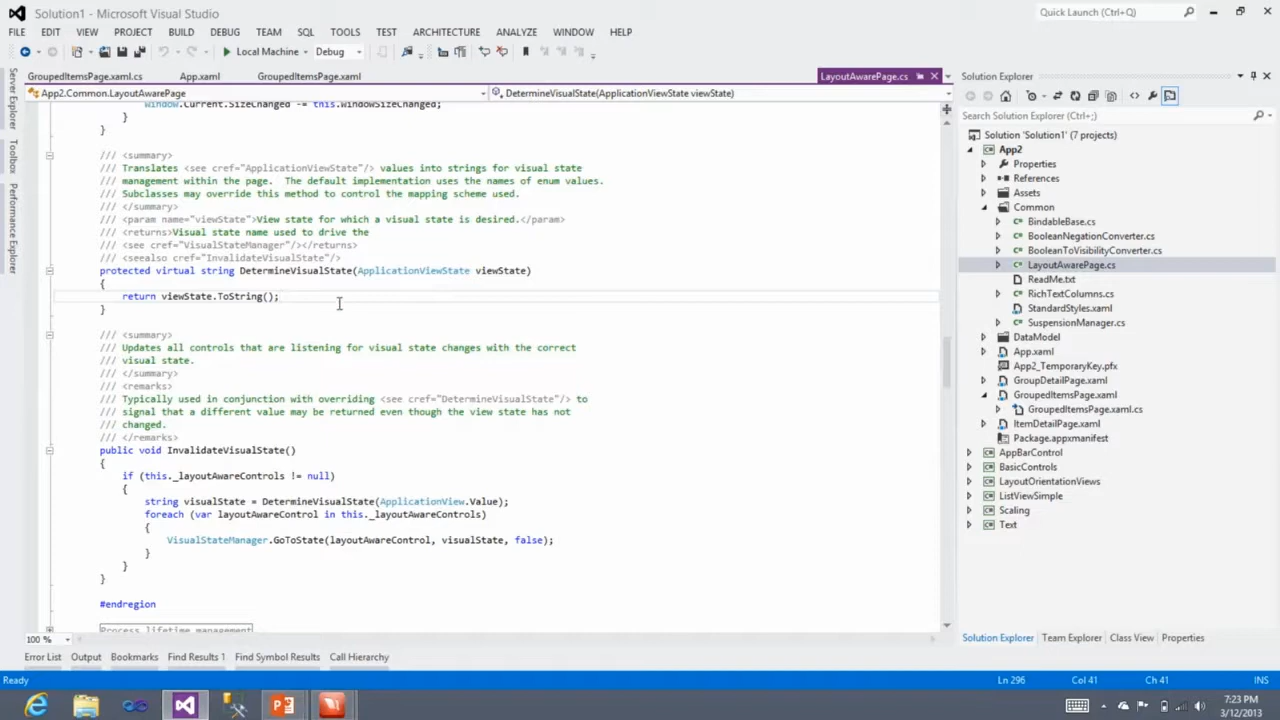 Solution1 - Microsoft Visual Studio
Quick Launch (Ctrl+Q)
FILE EDIT VIEW PROJECT BUILD DEBUG TEAM SQL TOOLS TEST ARCHITECTURE ANALYZE WINDOW HELP
Local Machine Debug
Server Explorer
Toolbox
Performance Explorer
GroupedItemsPage.xaml.cs App.xaml GroupedItemsPage.xaml LayoutAwarePage.cs
App2.Common.LayoutAwarePage DetermineVisualState(ApplicationViewState viewState)
Window.Current.SizeChanged -= this.WindowSizeChanged;
}
}
/// <summary>
/// Translates <see cref="ApplicationViewState"/> values into strings for visual state
/// management within the page.  The default implementation uses the names of enum values.
/// Subclasses may override this method to control the mapping scheme used.
/// </summary>
/// <param name="viewState">View state for which a visual state is desired.</param>
/// <returns>Visual state name used to drive the
/// <see cref="VisualStateManager"/></returns>
/// <seealso cref="InvalidateVisualState"/>
protected virtual string DetermineVisualState(ApplicationViewState viewState)
{
return viewState.ToString();
}
/// <summary>
/// Updates all controls that are listening for visual state changes with the correct
/// visual state.
/// </summary>
/// <remarks>
/// Typically used in conjunction with overriding <see cref="DetermineVisualState"/> to
/// signal that a different value may be returned even though the view state has not
/// changed.
/// </remarks>
public void InvalidateVisualState()
{
if (this._layoutAwareControls != null)
{
string visualState = DetermineVisualState(ApplicationView.Value);
foreach (var layoutAwareControl in this._layoutAwareControls)
{
VisualStateManager.GoToState(layoutAwareControl, visualState, false);
}
}
}
#endregion
Process lifetime management
100 %
Solution Explorer
Search Solution Explorer (Ctrl+;)
Solution 'Solution1' (7 projects)
App2
Properties
References
Assets
Common
BindableBase.cs
BooleanNegationConverter.cs
BooleanToVisibilityConverter.cs
LayoutAwarePage.cs
ReadMe.txt
RichTextColumns.cs
StandardStyles.xaml
SuspensionManager.cs
DataModel
App.xaml
App2_TemporaryKey.pfx
GroupDetailPage.xaml
GroupedItemsPage.xaml
GroupedItemsPage.xaml.cs
ItemDetailPage.xaml
Package.appxmanifest
AppBarControl
BasicControls
LayoutOrientationViews
ListViewSimple
Scaling
Text
Solution Explorer Team Explorer Class View Properties
Error List Output Bookmarks Find Results 1 Find Symbol Results Call Hierarchy
Ready Ln 296 Col 41 Ch 41 INS
7:23 PM
3/12/2013